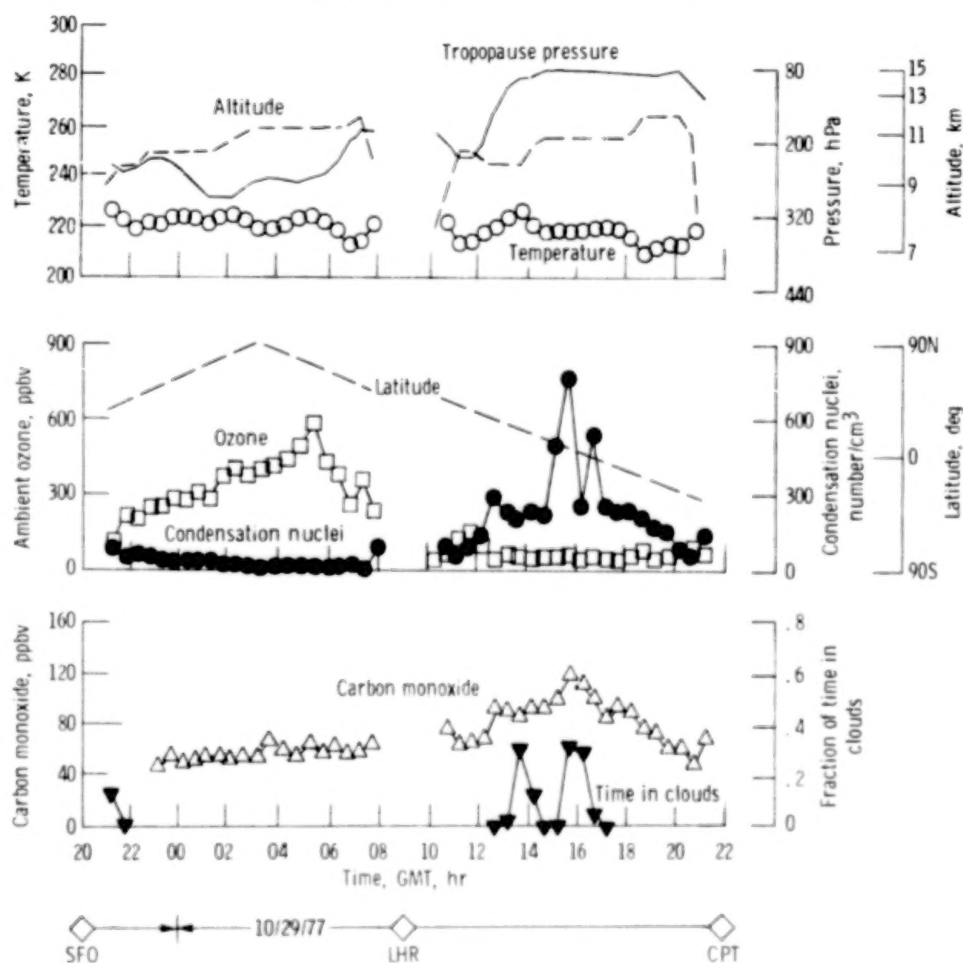 300
280
260
240
220
200
Temperature, K
Altitude
Tropopause pressure
Temperature
80
200
320
440
Pressure, hPa
15
13
11
9
7
Altitude, km
900
600
300
0
Ambient ozone, ppbv
Latitude
Ozone
Condensation nuclei
900
600
300
0
Condensation nuclei,
number/cm³
90N
0
90S
Latitude, deg
160
120
80
40
0
Carbon monoxide, ppbv
Carbon monoxide
Time in clouds
.8
.6
.4
.2
0
Fraction of time in
clouds
20 22 00 02 04 06 08 10 12 14 16 18 20 22
Time, GMT, hr
10/29/77
SFO LHR CPT